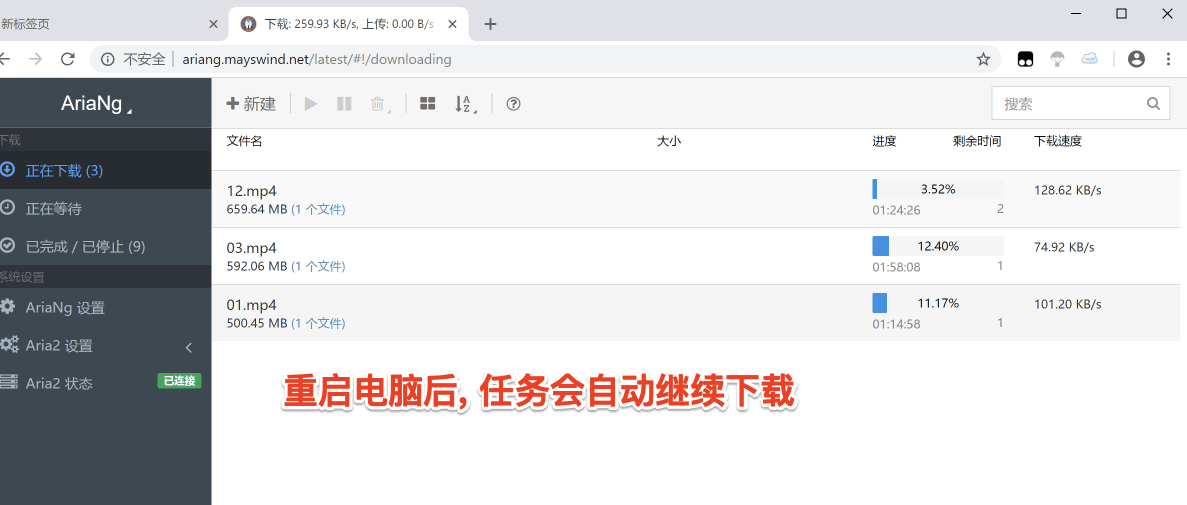 新标签页
下载: 259.93 KB/s, 上传: 0.00 B/s
不安全 | ariang.mayswind.net/latest/#!/downloading
AriaNg
新建
搜索
下载
正在下载 (3)
正在等待
已完成 / 已停止 (9)
系统设置
AriaNg 设置
Aria2 设置
Aria2 状态
已连接
文件名 大小 进度 剩余时间 下载速度
12.mp4 3.52% 128.62 KB/s
659.64 MB (1 个文件) 01:24:26 2
03.mp4 12.40% 74.92 KB/s
592.06 MB (1 个文件) 01:58:08 1
01.mp4 11.17% 101.20 KB/s
500.45 MB (1 个文件) 01:14:58 1
重启电脑后, 任务会自动继续下载